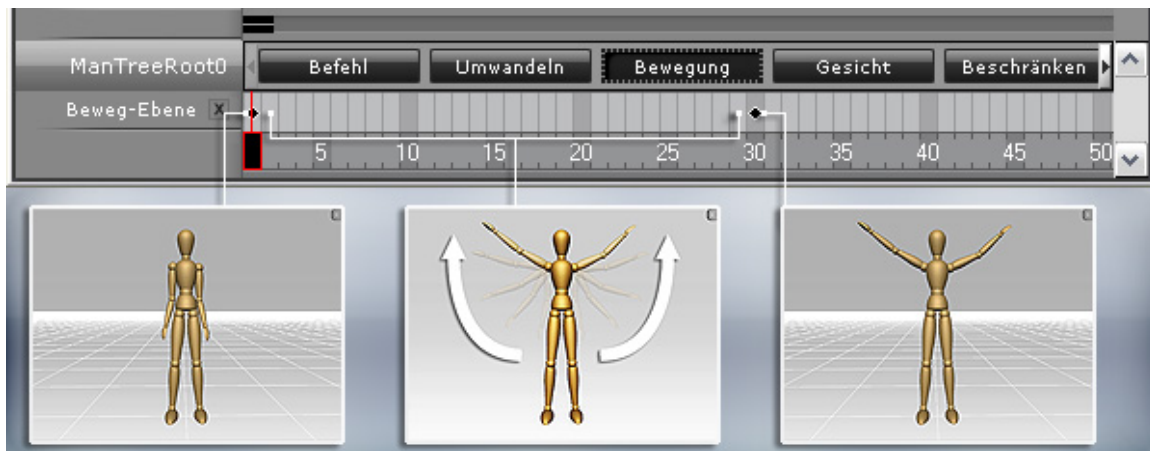 ManTreeRoot0 Befehl Umwandeln Bewegung Gesicht Beschränken
Beweg-Ebene X
5 10 15 20 25 30 35 40 45 50